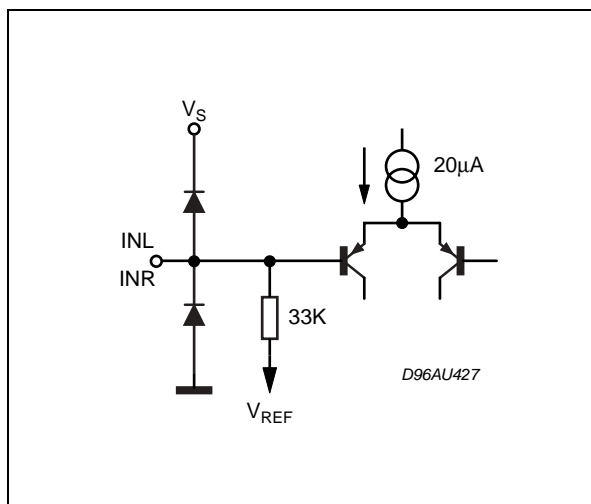 V_S
20μA
INL
INR
33K
D96AU427
V_REF